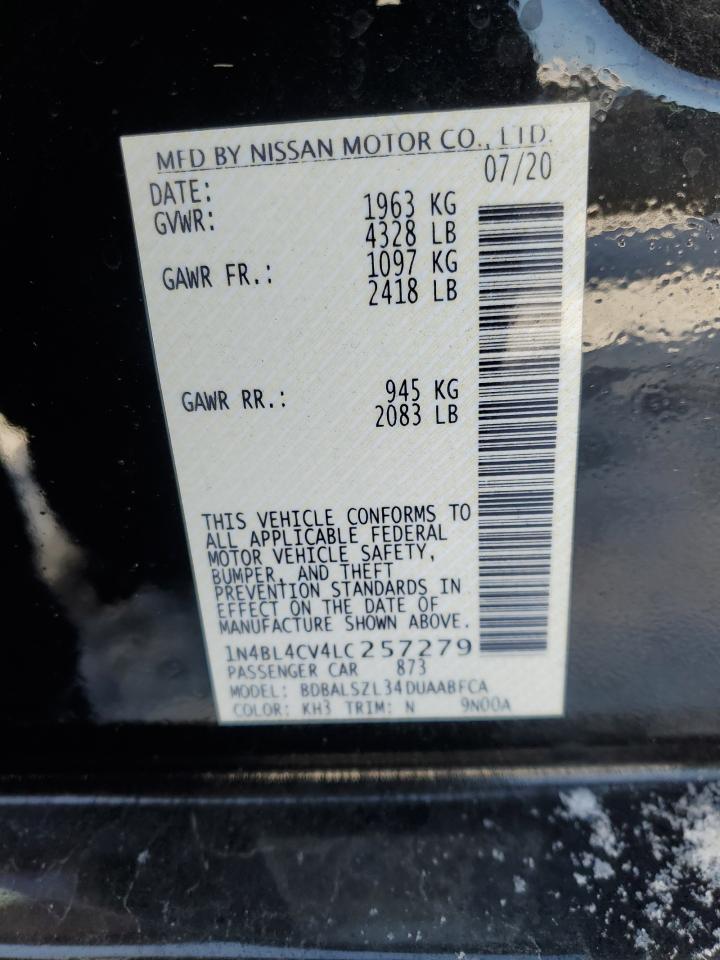 MFD BY NISSAN MOTOR CO., LTD.
DATE: 07/20
GVWR: 1963 KG
4328 LB
GAWR FR.: 1097 KG
2418 LB
GAWR RR.: 945 KG
2083 LB
THIS VEHICLE CONFORMS TO
ALL APPLICABLE FEDERAL
MOTOR VEHICLE SAFETY,
BUMPER, AND THEFT
PREVENTION STANDARDS IN
EFFECT ON THE DATE OF
MANUFACTURE SHOWN ABOVE.
1N4BL4CV4LC257279
PASSENGER CAR 873
MODEL: BDBALSZL34DUAABFCA
COLOR: KH3 TRIM: N 9N00A